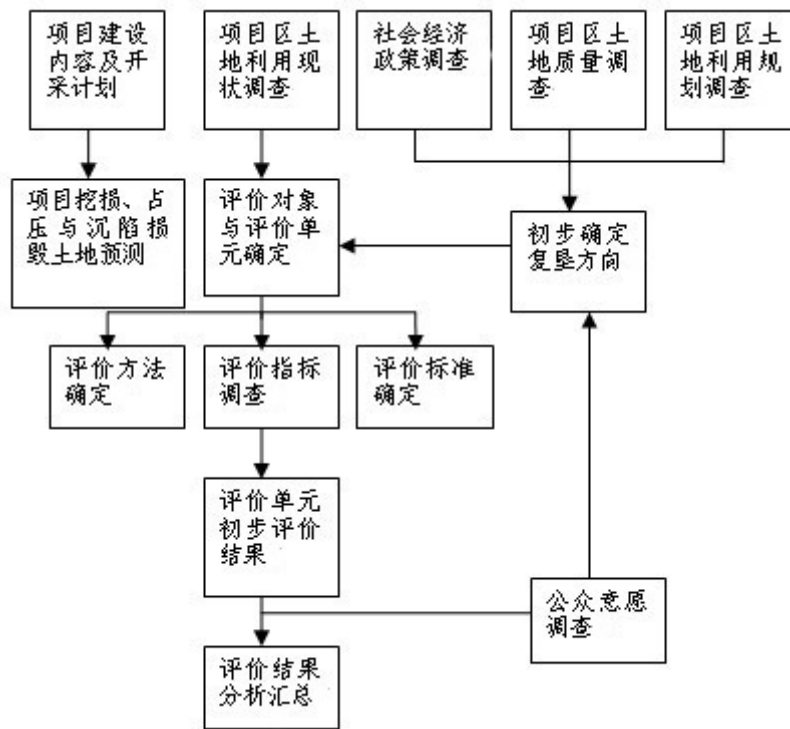 项目建设
内容及开
采计划
项目区土
地利用现
状调查
社会经济
政策调查
项目区土
地质量调
查
项目区土
地利用规
划调查
项目挖损、占
压与沉陷损
毁土地预测
评价对象
与评价单
元确定
初步确定
复垦方向
评价方法
确定
评价指标
调查
评价标准
确定
评价单元
初步评价
结果
公众意愿
调查
评价结果
分析汇总